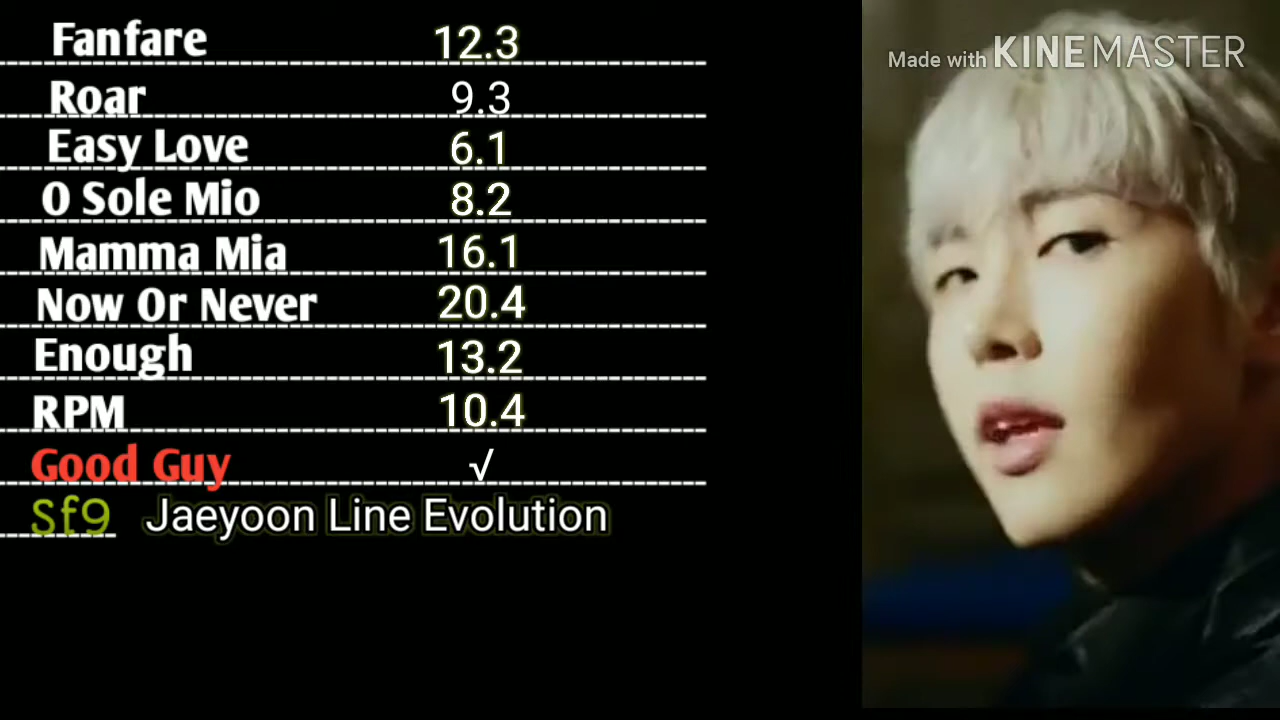 Fanfare 12.3
Made with KINEMASTER
Roar 9.3
Easy Love 6.1
O Sole Mio 8.2
Mamma Mia 16.1
Now Or Never 20.4
Enough 13.2
RPM 10.4
Good Guy √
Sf9 Jaeyoon Line Evolution